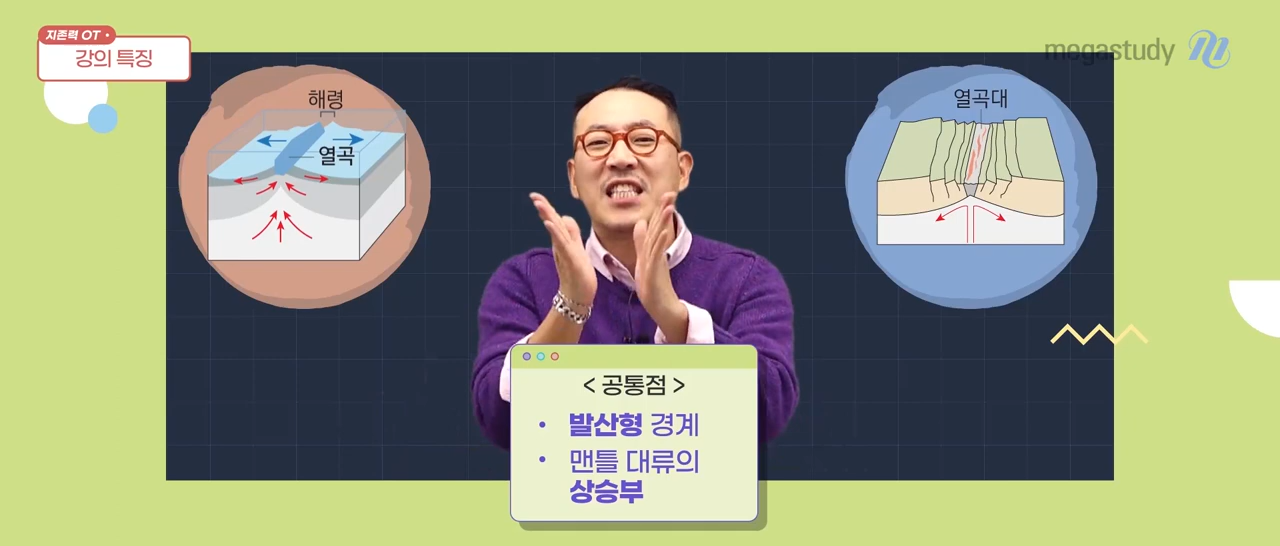 지존력 OT
강의 특징
megastudy
해령
열곡
열곡대
< 공통점 >
• 발산형 경계
• 맨틀 대류의
상승부